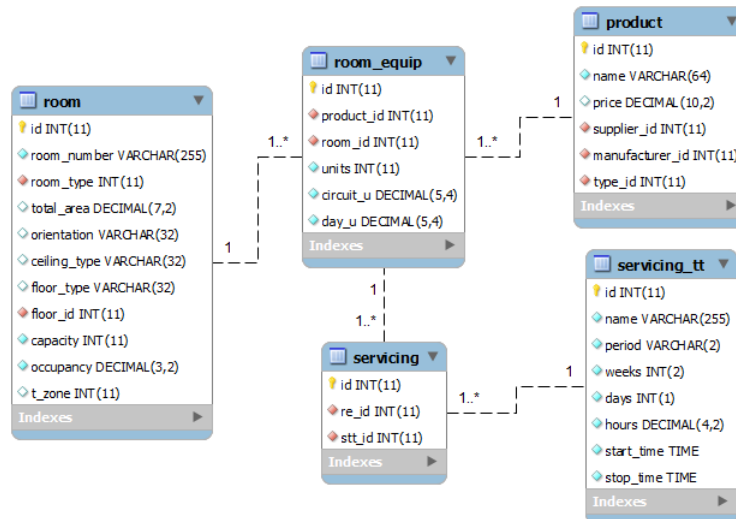 room
id INT(11)
room_number VARCHAR(255)
room_type INT(11)
total_area DECIMAL(7,2)
orientation VARCHAR(32)
ceiling_type VARCHAR(32)
floor_type VARCHAR(32)
floor_id INT(11)
capacity INT(11)
occupancy DECIMAL(3,2)
t_zone INT(11)
Indexes
1
1..*
room_equip
id INT(11)
product_id INT(11)
room_id INT(11)
units INT(11)
circuit_u DECIMAL(5,4)
day_u DECIMAL(5,4)
Indexes
1..*
1
product
id INT(11)
name VARCHAR(64)
price DECIMAL(10,2)
supplier_id INT(11)
manufacturer_id INT(11)
type_id INT(11)
Indexes
1
1..*
servicing
id INT(11)
re_id INT(11)
stt_id INT(11)
Indexes
1..*
1
servicing_tt
id INT(11)
name VARCHAR(255)
period VARCHAR(2)
weeks INT(2)
days INT(1)
hours DECIMAL(4,2)
start_time TIME
stop_time TIME
Indexes